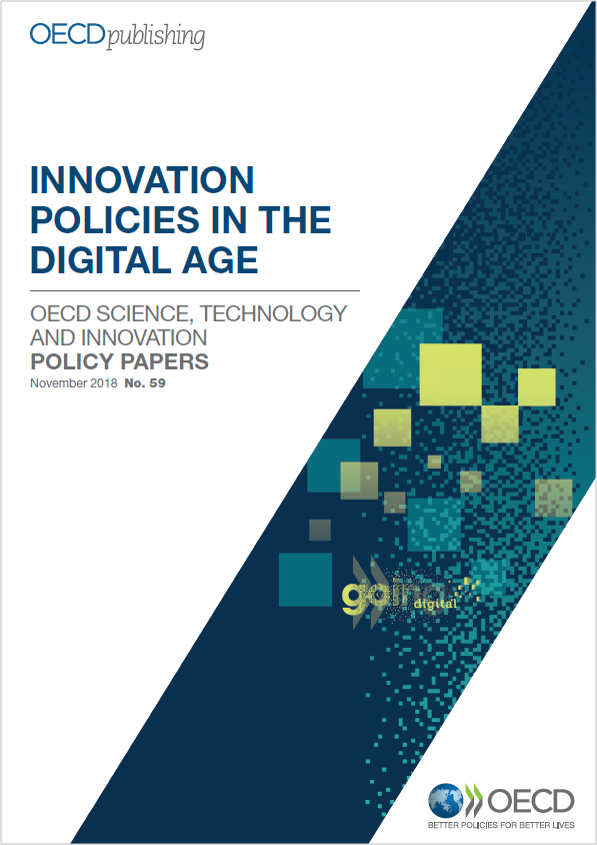 OECDpublishing
INNOVATION
POLICIES IN THE
DIGITAL AGE
OECD SCIENCE, TECHNOLOGY
AND INNOVATION
POLICY PAPERS
November 2018 No. 59
going
digital
OECD
BETTER POLICIES FOR BETTER LIVES